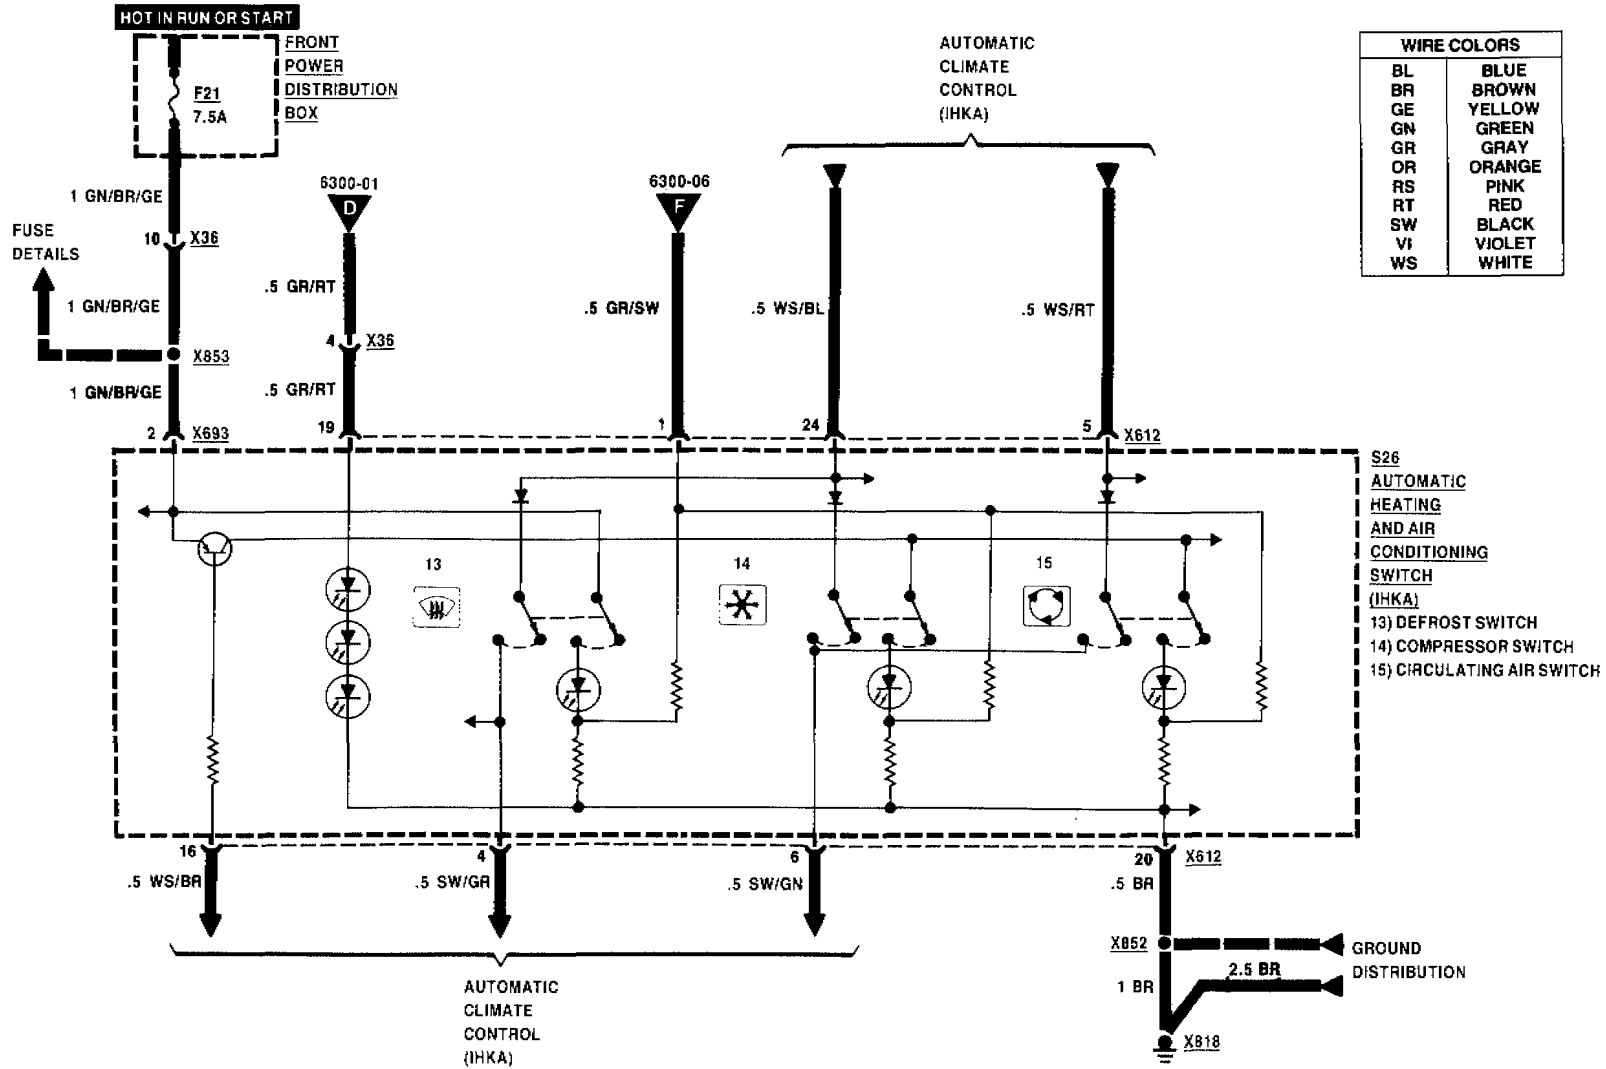 HOT IN RUN OR START
FRONT
POWER
DISTRIBUTION
BOX
F21
7.5A
AUTOMATIC
CLIMATE
CONTROL
(IHKA)
WIRE COLORS
BL BLUE
BR BROWN
GE YELLOW
GN GREEN
GR GRAY
OR ORANGE
RS PINK
RT RED
SW BLACK
VI VIOLET
WS WHITE
1 GN/BR/GE
6300-01
D
6300-06
F
10 X36
FUSE
DETAILS
1 GN/BR/GE
.5 GR/RT
.5 GR/SW
.5 WS/BL
.5 WS/RT
4 X36
X853
1 GN/BR/GE
.5 GR/RT
2 X693
19
1
24
5 X612
S26
AUTOMATIC
HEATING
AND AIR
CONDITIONING
SWITCH
(IHKA)
13) DEFROST SWITCH
14) COMPRESSOR SWITCH
15) CIRCULATING AIR SWITCH
13
14
15
16
4
6
20 X612
.5 WS/BR
.5 SW/GR
.5 SW/GN
.5 BR
X852
GROUND
DISTRIBUTION
2.5 BR
1 BR
X818
AUTOMATIC
CLIMATE
CONTROL
(IHKA)